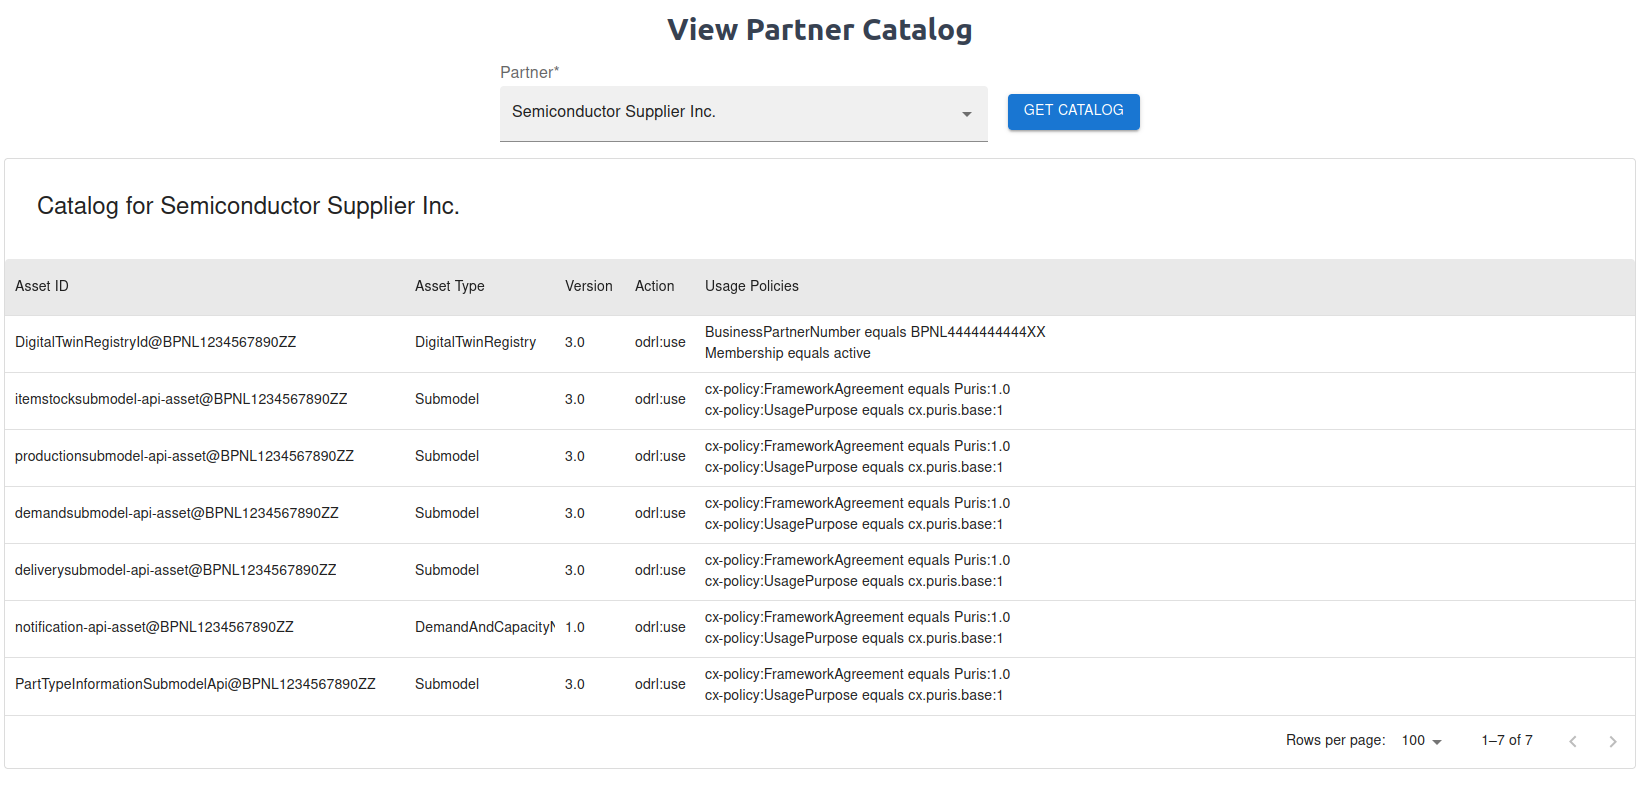 View Partner Catalog
Partner*
Semiconductor Supplier Inc.
GET CATALOG
Catalog for Semiconductor Supplier Inc.
Asset ID Asset Type Version Action Usage Policies
DigitalTwinRegistryId@BPNL1234567890ZZ DigitalTwinRegistry 3.0 odrl:use BusinessPartnerNumber equals BPNL4444444444XX
Membership equals active
itemstocksubmodel-api-asset@BPNL1234567890ZZ Submodel 3.0 odrl:use cx-policy:FrameworkAgreement equals Puris:1.0
cx-policy:UsagePurpose equals cx.puris.base:1
productionsubmodel-api-asset@BPNL1234567890ZZ Submodel 3.0 odrl:use cx-policy:FrameworkAgreement equals Puris:1.0
cx-policy:UsagePurpose equals cx.puris.base:1
demandsubmodel-api-asset@BPNL1234567890ZZ Submodel 3.0 odrl:use cx-policy:FrameworkAgreement equals Puris:1.0
cx-policy:UsagePurpose equals cx.puris.base:1
deliverysubmodel-api-asset@BPNL1234567890ZZ Submodel 3.0 odrl:use cx-policy:FrameworkAgreement equals Puris:1.0
cx-policy:UsagePurpose equals cx.puris.base:1
notification-api-asset@BPNL1234567890ZZ DemandAndCapacityN 1.0 odrl:use cx-policy:FrameworkAgreement equals Puris:1.0
cx-policy:UsagePurpose equals cx.puris.base:1
PartTypeInformationSubmodelApi@BPNL1234567890ZZ Submodel 3.0 odrl:use cx-policy:FrameworkAgreement equals Puris:1.0
cx-policy:UsagePurpose equals cx.puris.base:1
Rows per page: 100 1–7 of 7